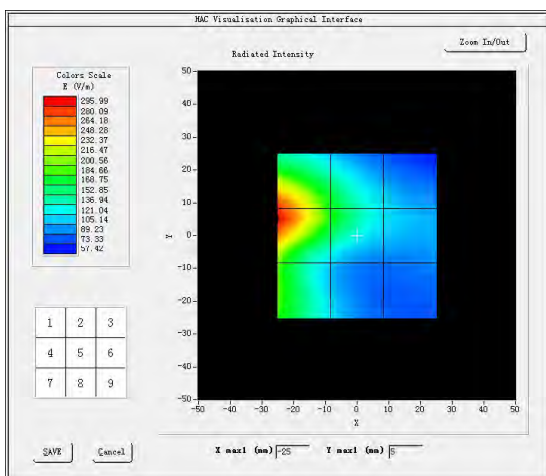 HAC Visualisation Graphical Interface
Zoom In/Out
Radiated Intensity
Colors Scale
E (V/m)
295.99
280.09
264.18
248.28
232.37
216.47
200.56
184.66
168.75
152.85
136.94
121.04
105.14
89.23
73.33
57.42
50
40
30
20
10
0
-10
-20
-30
-40
-50
Y
-50 -40 -30 -20 -10 0 10 20 30 40 50
X
1 2 3
4 5 6
7 8 9
SAVE Cancel
X max1 (mm) -25 Y max1 (mm) 5